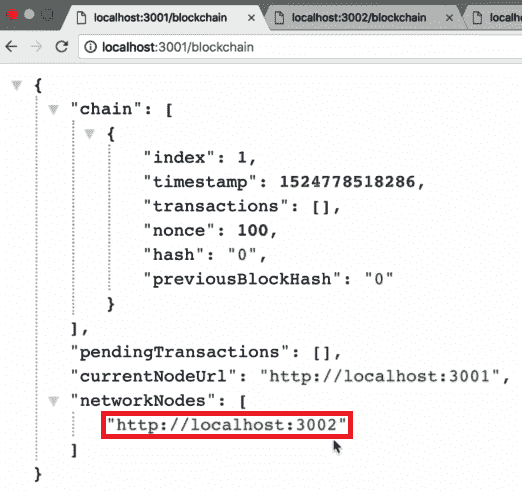 localhost:3001/blockchain
localhost:3002/blockchain
localho
localhost:3001/blockchain
{
"chain": [
{
"index": 1,
"timestamp": 1524778518286,
"transactions": [],
"nonce": 100,
"hash": "0",
"previousBlockHash": "0"
}
],
"pendingTransactions": [],
"currentNodeUrl": "http://localhost:3001",
"networkNodes": [
"http://localhost:3002"
]
}